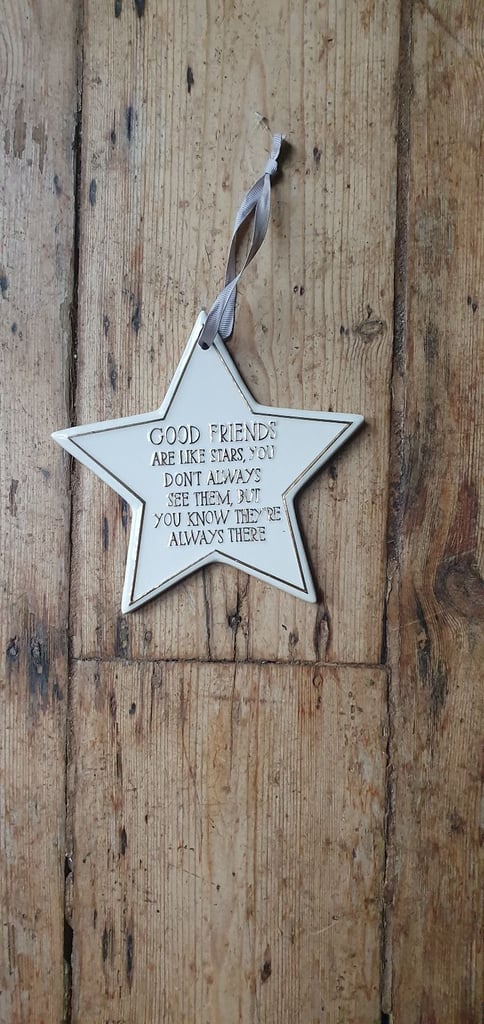 GOOD FRIENDS
ARE LIKE STARS, YOU
DON'T ALWAYS
SEE THEM, BUT
YOU KNOW THEY'RE
ALWAYS THERE